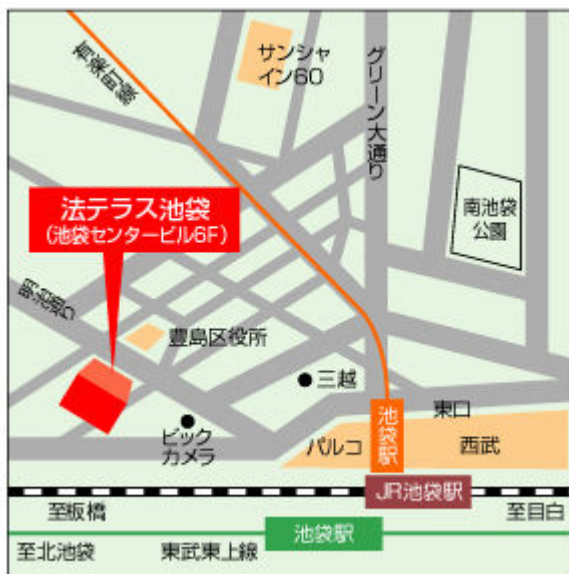 サンシャ
イン60
有楽町線
グリーン大通り
南池袋
公園
法テラス池袋
(池袋センタービル6F)
明治通り
豊島区役所
三越
ビック
カメラ
池袋駅
東口
パルコ
西武
JR池袋駅
至板橋
至目白
池袋駅
至北池袋
東武東上線